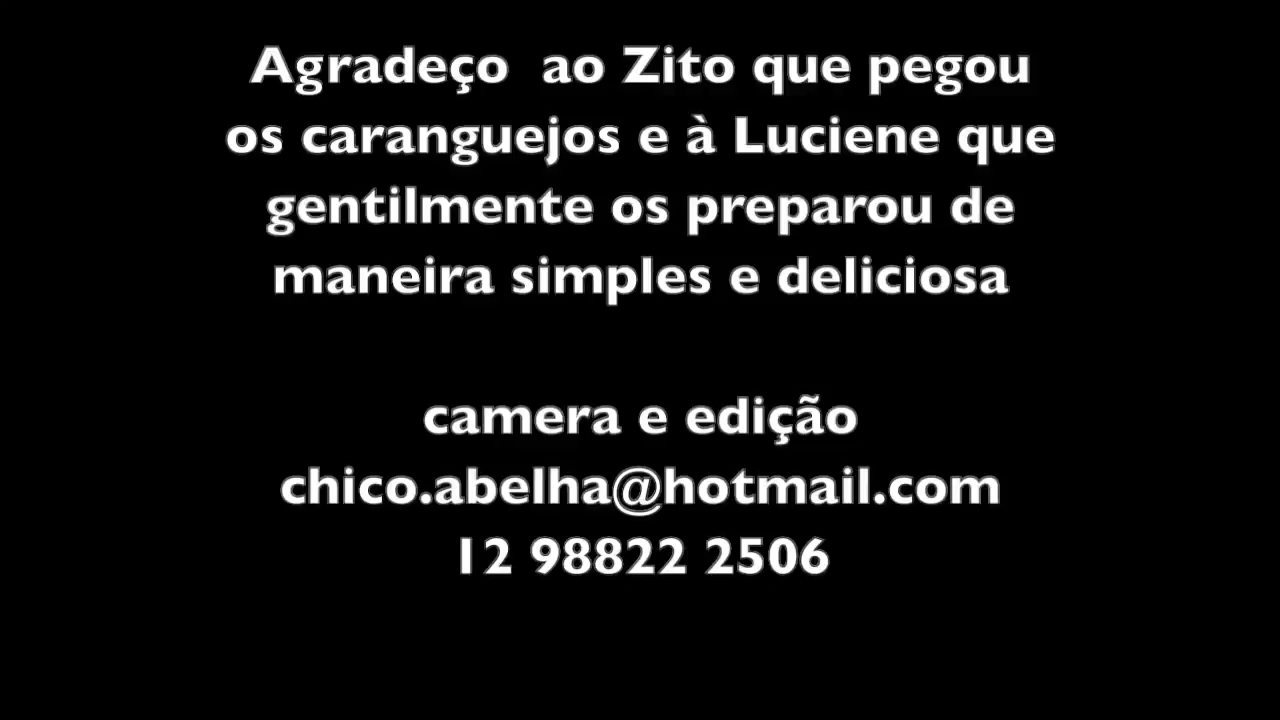 Agradeço  ao Zito que pegou
os caranguejos e à Luciene que
gentilmente os preparou de
maneira simples e deliciosa
camera e edição
chico.abelha@hotmail.com
12 98822 2506